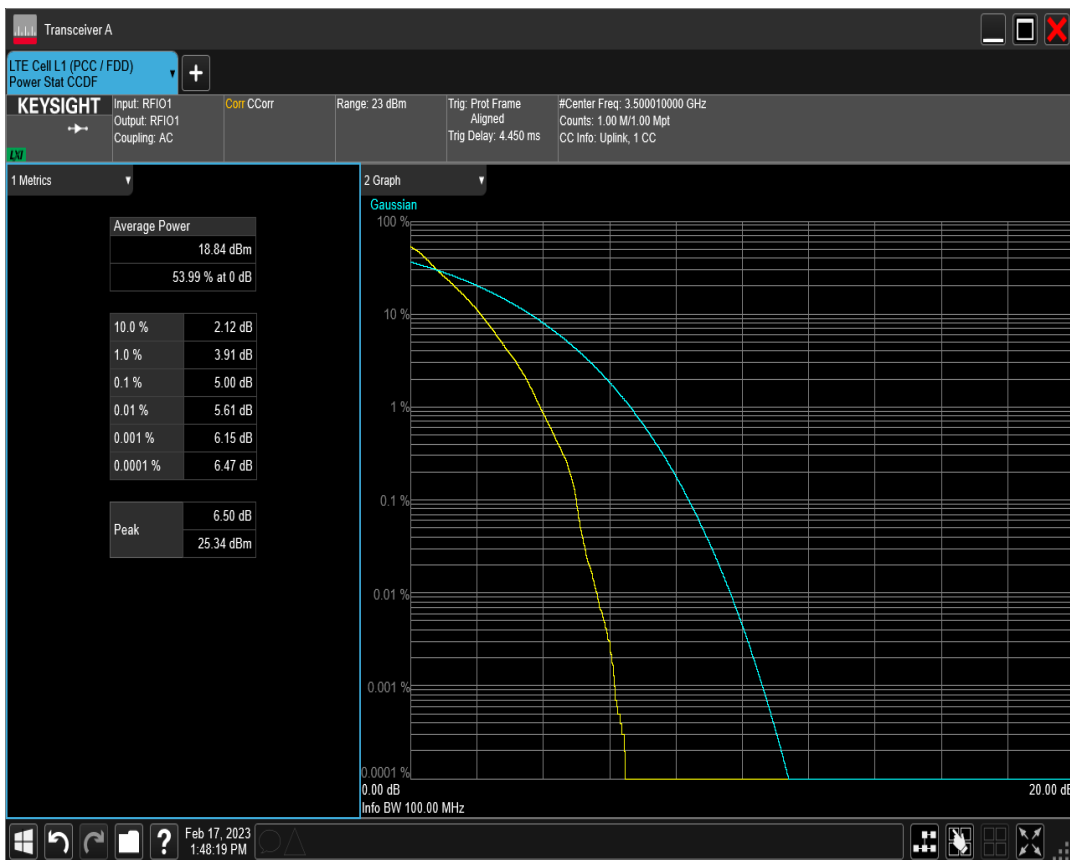 Transceiver A
LTE Cell L1 (PCC / FDD)
Power Stat CCDF
+
KEYSIGHT
LXI
Input: RFIO1
Output: RFIO1
Coupling: AC
Corr CCorr
Range: 23 dBm
Trig: Prot Frame
Aligned
Trig Delay: 4.450 ms
#Center Freq: 3.500010000 GHz
Counts: 1.00 M/1.00 Mpt
CC Info: Uplink, 1 CC
1 Metrics
Average Power
18.84 dBm
53.99 % at 0 dB
10.0 % 2.12 dB
1.0 % 3.91 dB
0.1 % 5.00 dB
0.01 % 5.61 dB
0.001 % 6.15 dB
0.0001 % 6.47 dB
Peak
6.50 dB
25.34 dBm
2 Graph
Gaussian
100 %
10 %
1 %
0.1 %
0.01 %
0.001 %
0.0001 %
0.00 dB 20.00 dB
Info BW 100.00 MHz
?
Feb 17, 2023
1:48:19 PM